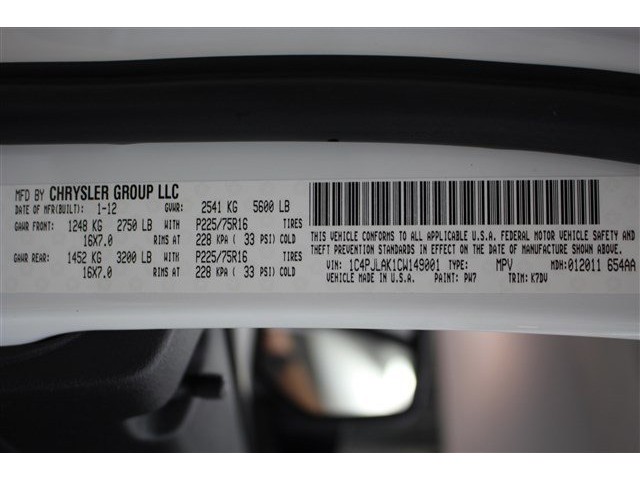 MFD BY CHRYSLER GROUP LLC
DATE OF MFR(BUILT): 1-12 GVWR: 2541 KG 5600 LB
GAWR FRONT: 1248 KG 2750 LB P225/75R16 TIRES
16X7.0 RIMS AT 228 KPA ( 33 PSI) COLD
GAWR REAR: 1452 KG 3200 LB P225/75R16 TIRES
16X7.0 RIMS AT 228 KPA( 33 PSI) COLD
THIS VEHICLE CONFORMS TO ALL APPLICABLE U.S.A. FEDERAL MOTOR VEHICLE SAFETY AND
THEFT PREVENTION STANDARDS IN EFFECT ON THE DATE OF MANUFACTURE SHOWN ABOVE.
VIN: 1C4PJLAK1CW149001 TYPE: MPV MDH: 012011 654AA
VEHICLE MADE IN U.S.A. PAINT: PW7 TRIM: K7DV